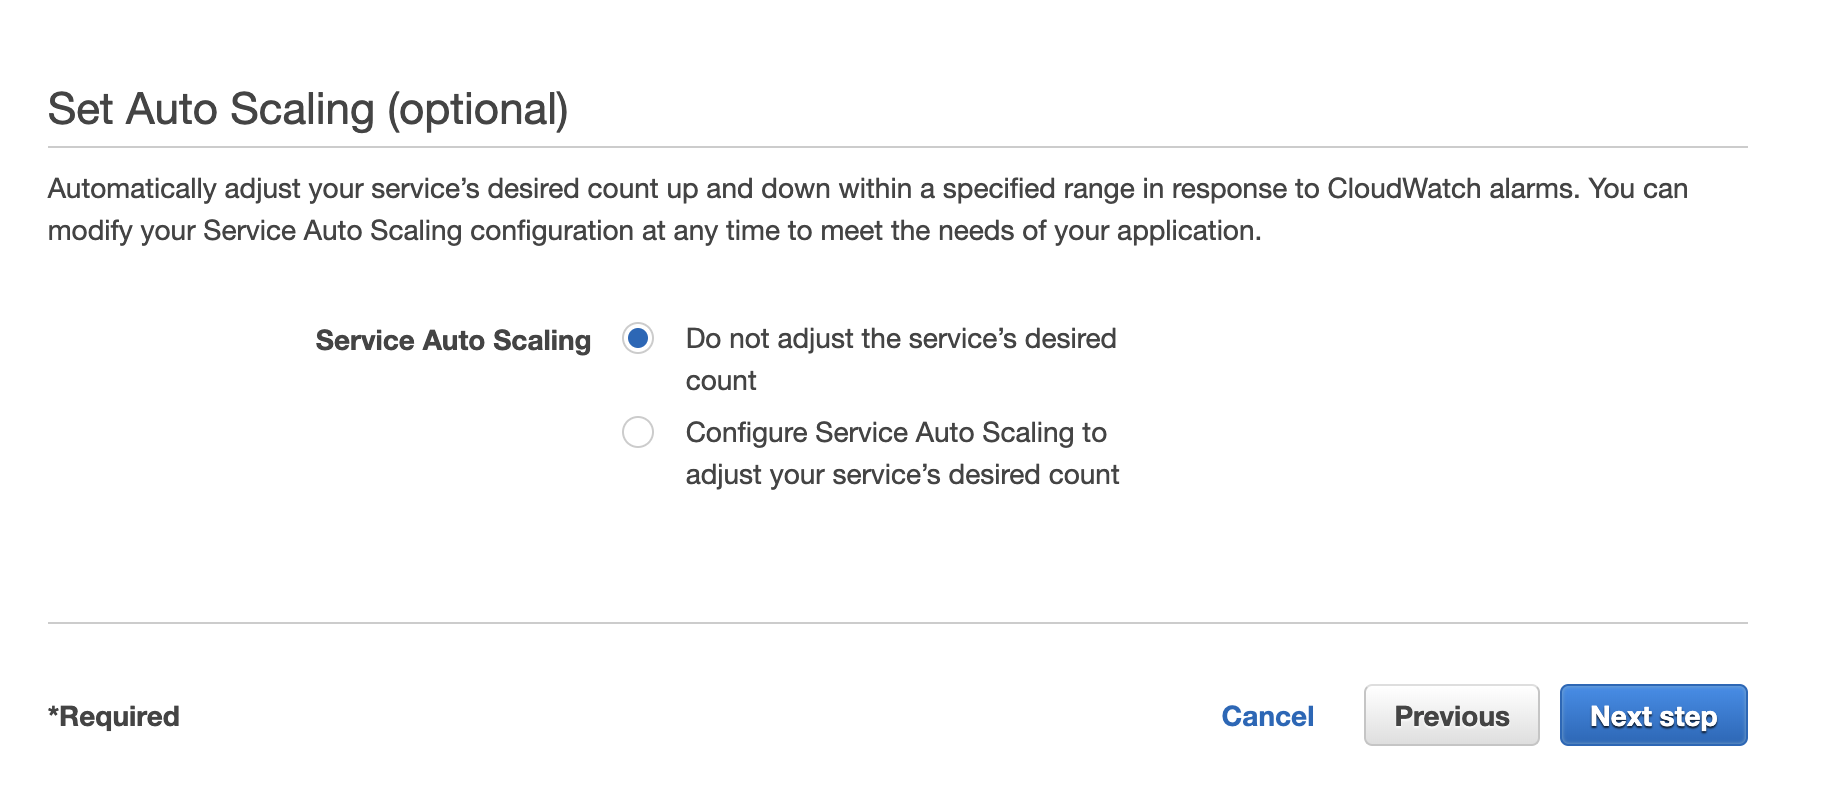 Set Auto Scaling (optional)
Automatically adjust your service’s desired count up and down within a specified range in response to CloudWatch alarms. You can
modify your Service Auto Scaling configuration at any time to meet the needs of your application.
Service Auto Scaling
Do not adjust the service’s desired
count
Configure Service Auto Scaling to
adjust your service’s desired count
*Required
Cancel
Previous
Next step